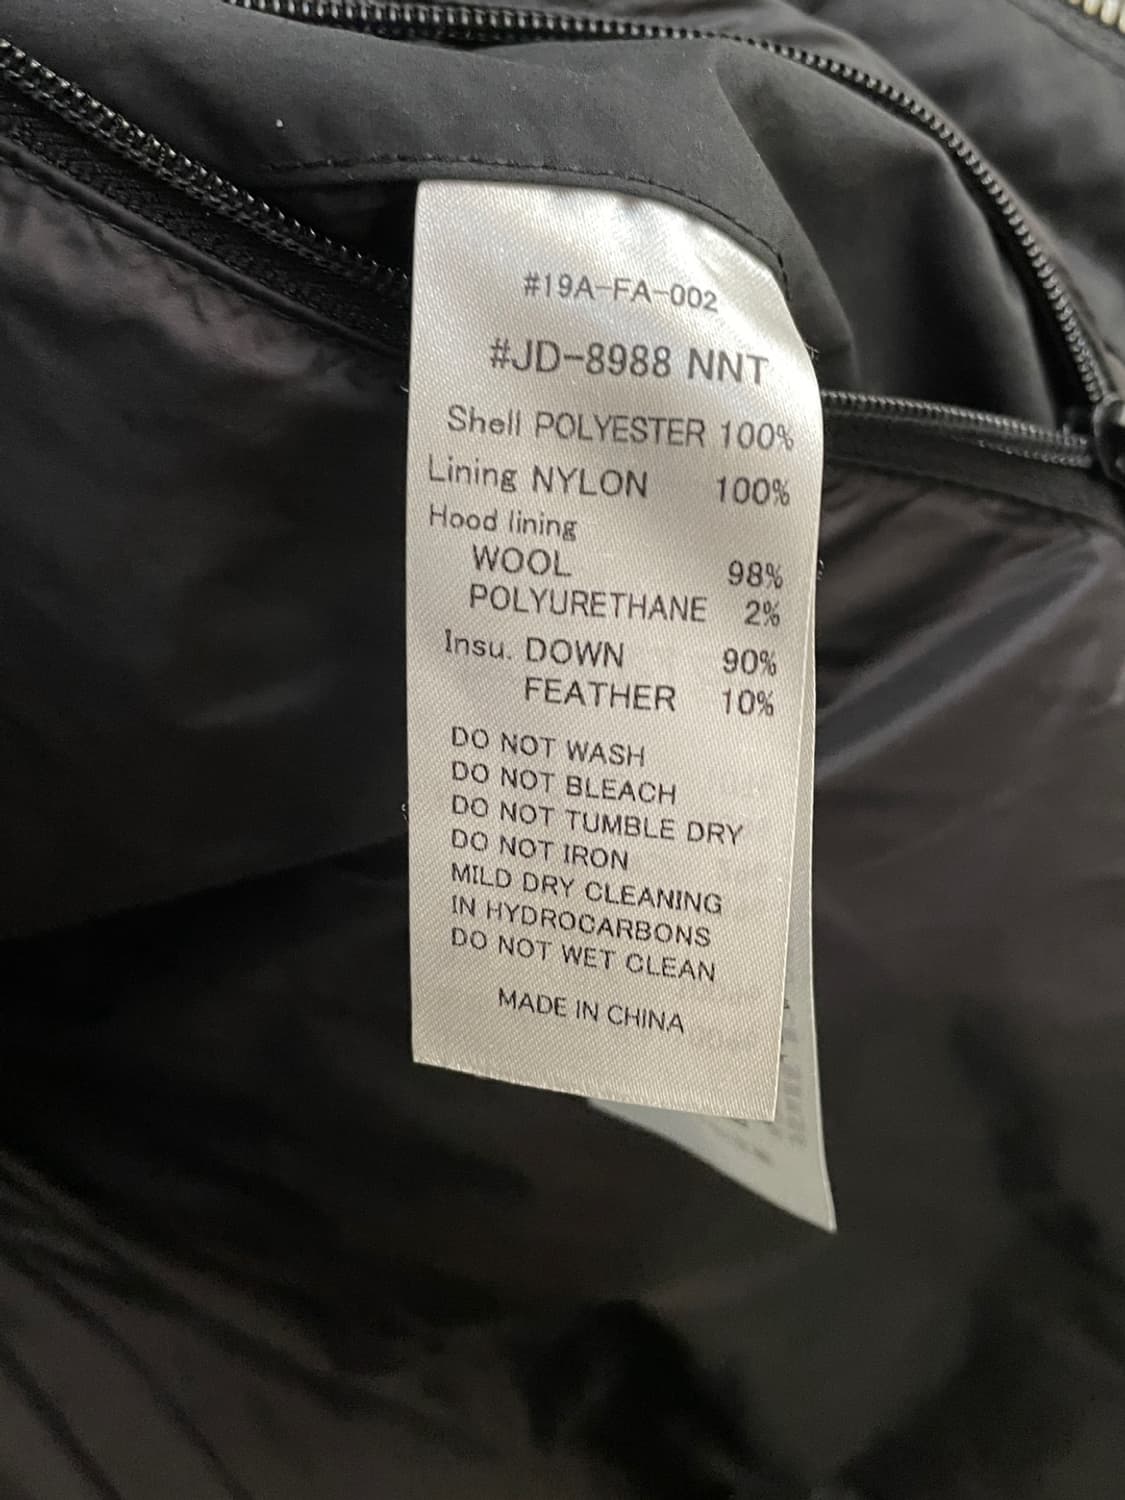 #19A-FA-002
#JD-8988 NNT
Shell POLYESTER 100%
Lining NYLON 100%
Hood lining
WOOL 98%
POLYURETHANE 2%
Insu. DOWN 90%
FEATHER 10%
DO NOT WASH
DO NOT BLEACH
DO NOT TUMBLE DRY
DO NOT IRON
MILD DRY CLEANING
IN HYDROCARBONS
DO NOT WET CLEAN
MADE IN CHINA